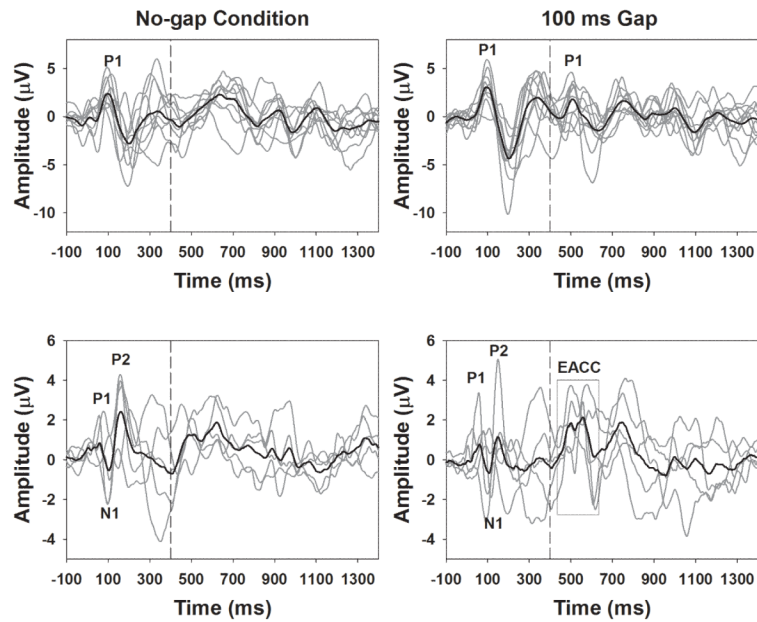 No-gap Condition
100 ms Gap
Amplitude (µV)
5
0
-5
-10
P1
-100 100 300 500 700 900 1100 1300
Time (ms)
Amplitude (µV)
5
0
-5
-10
P1
P1
-100 100 300 500 700 900 1100 1300
Time (ms)
Amplitude (µV)
6
4
2
0
-2
-4
P2
P1
N1
-100 100 300 500 700 900 1100 1300
Time (ms)
Amplitude (µV)
6
4
2
0
-2
-4
P2
EACC
P1
N1
-100 100 300 500 700 900 1100 1300
Time (ms)